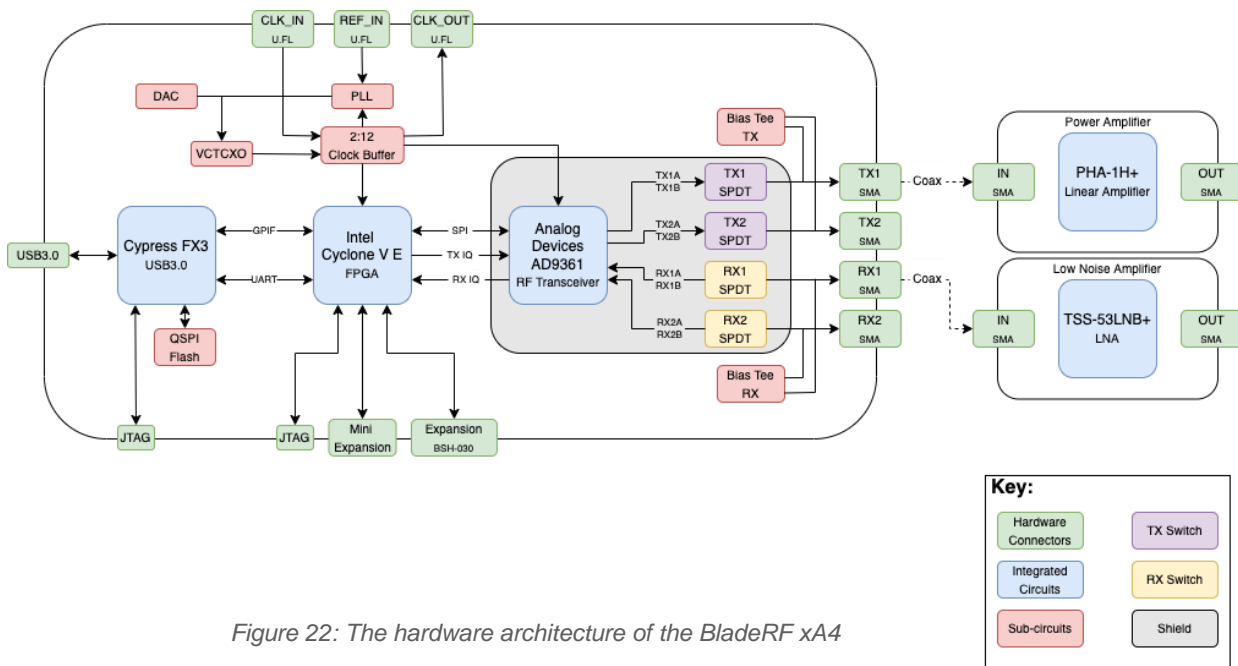 CLK_IN
U.FL
REF_IN
U.FL
CLK_OUT
U.FL
DAC
PLL
VCTCXO
2:12
Clock Buffer
Bias Tee
TX
TX1A
TX1B
TX1
SPDT
TX1
SMA
Coax
TX2A
TX2B
TX2
SPDT
TX2
SMA
USB3.0
Cypress FX3
USB3.0
GPIF
UART
Intel
Cyclone V E
FPGA
SPI
TX IQ
RX IQ
Analog
Devices
AD9361
RF Transceiver
RX1A
RX1B
RX1
SPDT
RX1
SMA
Coax
RX2A
RX2B
RX2
SPDT
RX2
SMA
QSPI
Flash
Bias Tee
RX
JTAG
JTAG
Mini
Expansion
Expansion
BSH-030
Power Amplifier
IN
SMA
PHA-1H+
Linear Amplifier
OUT
SMA
Low Noise Amplifier
IN
SMA
TSS-53LNB+
LNA
OUT
SMA
Key:
Hardware
Connectors
TX Switch
Integrated
Circuits
RX Switch
Sub-circuits
Shield
Figure 22: The hardware architecture of the BladeRF xA4